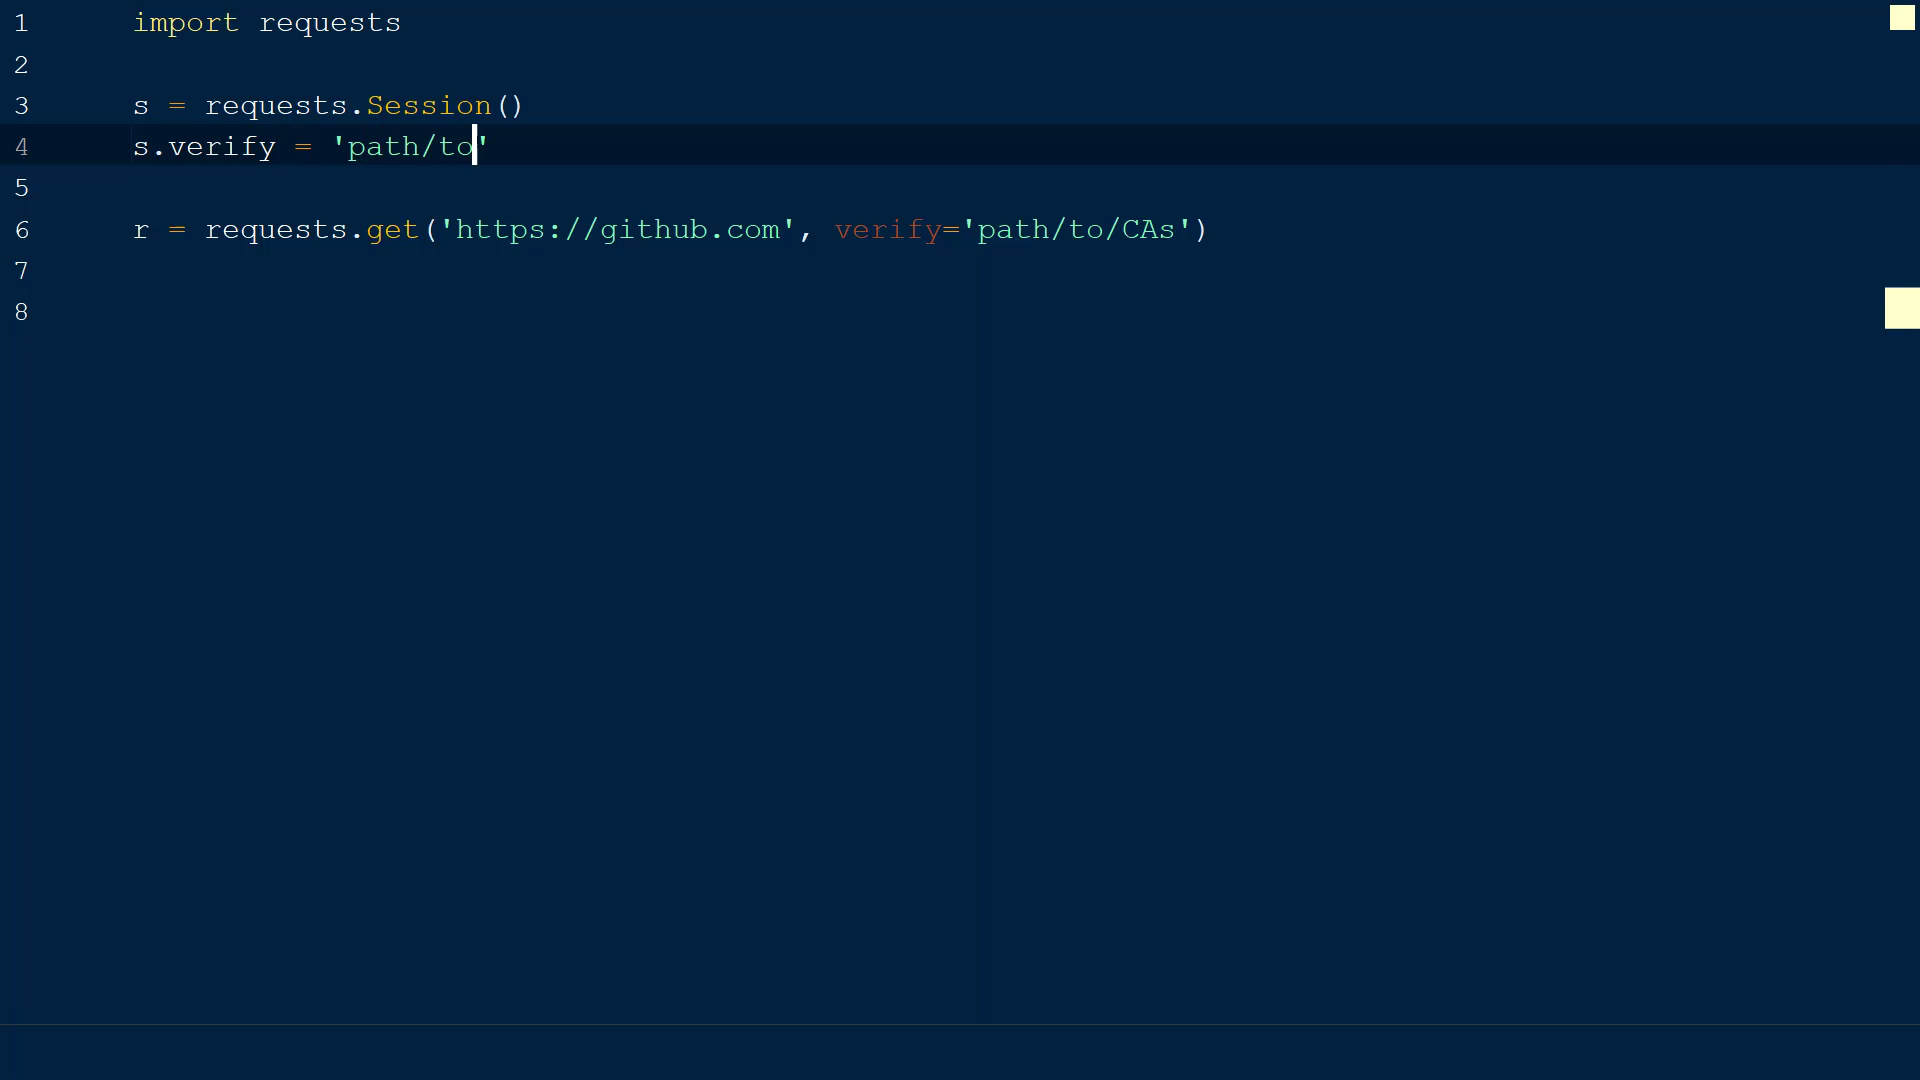 1 import requests
2
3 s = requests.Session()
4 s.verify = 'path/to'
5
6 r = requests.get('https://github.com', verify='path/to/CAs')
7
8